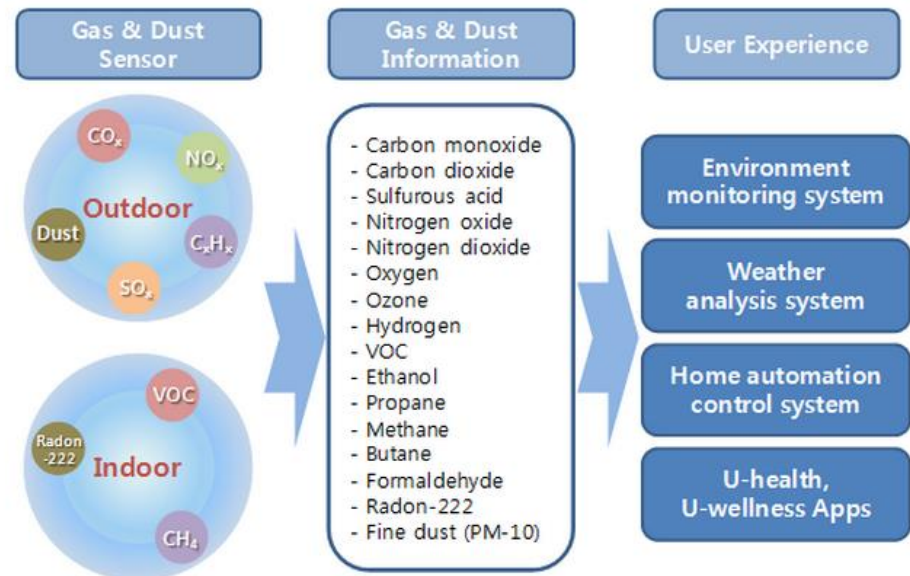 Gas & Dust
Sensor
Gas & Dust
Information
User Experience
COₓ
NOₓ
Outdoor
Dust
CₓHₓ
SOₓ
VOC
Radon
-222
Indoor
CH₄
- Carbon monoxide
- Carbon dioxide
- Sulfurous acid
- Nitrogen oxide
- Nitrogen dioxide
- Oxygen
- Ozone
- Hydrogen
- VOC
- Ethanol
- Propane
- Methane
- Butane
- Formaldehyde
- Radon-222
- Fine dust (PM-10)
Environment
monitoring system
Weather
analysis system
Home automation
control system
U-health,
U-wellness Apps